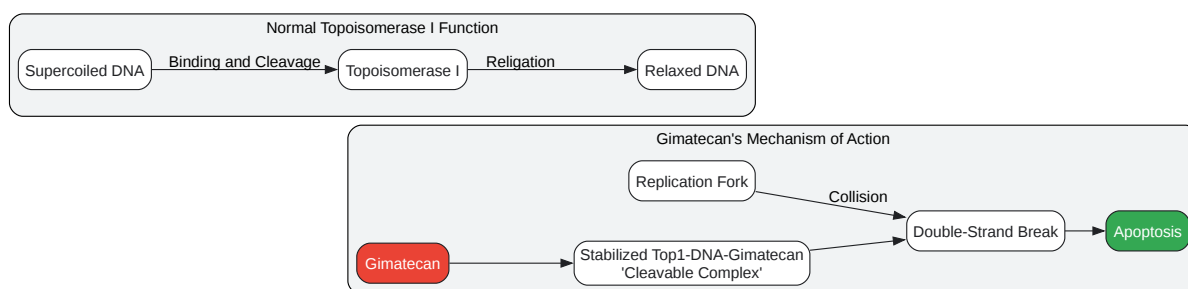 Normal Topoisomerase I Function
Supercoiled DNA
Binding and Cleavage
Topoisomerase I
Religation
Relaxed DNA
Gimatecan's Mechanism of Action
Replication Fork
Collision
Double-Strand Break
Apoptosis
Gimatecan
Stabilized Top1-DNA-Gimatecan
'Cleavable Complex'